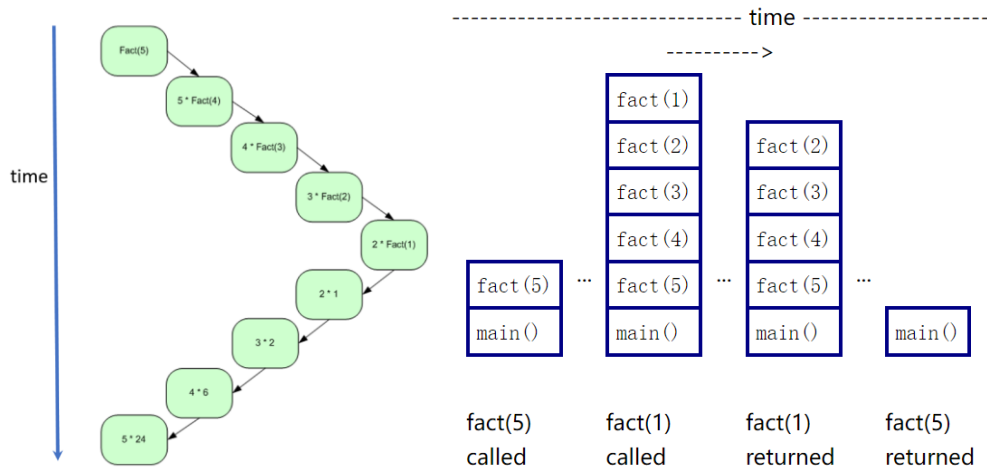 time
Fact(5)
5 * Fact(4)
4 * Fact(3)
3 * Fact(2)
2 * Fact(1)
2 * 1
3 * 2
4 * 6
5 * 24
---------------------------- time -------------------
---------->
fact(5)
main()
...
fact(1)
fact(2)
fact(3)
fact(4)
fact(5)
main()
...
fact(2)
fact(3)
fact(4)
fact(5)
main()
...
main()
fact(5)
called
fact(1)
called
fact(1)
returned
fact(5)
returned